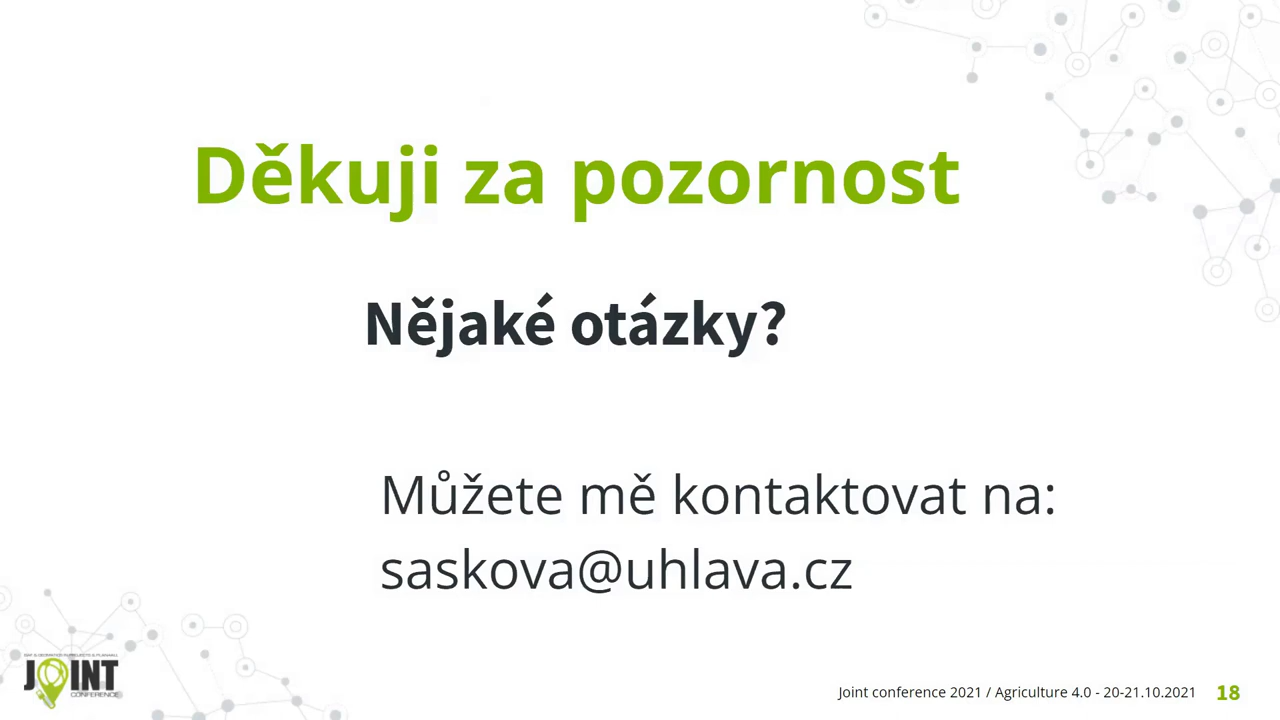 Děkuji za pozornost
Nějaké otázky?
Můžete mě kontaktovat na:
saskova@uhlava.cz
JOINT
CONFERENCE
Joint conference 2021 / Agriculture 4.0 - 20-21.10.2021 18